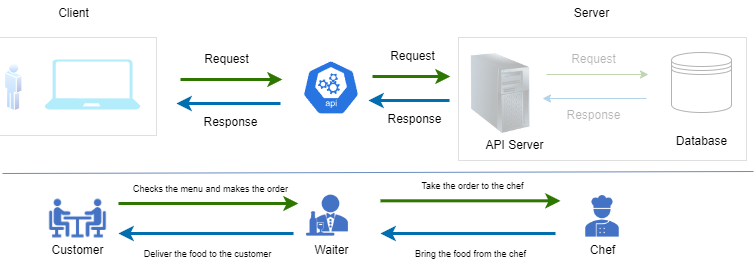 Client
Server
Request
Request
Request
api
Response
Response
Response
API Server
Database
Checks the menu and makes the order
Take the order to the chef
Customer
Waiter
Chef
Deliver the food to the customer
Bring the food from the chef